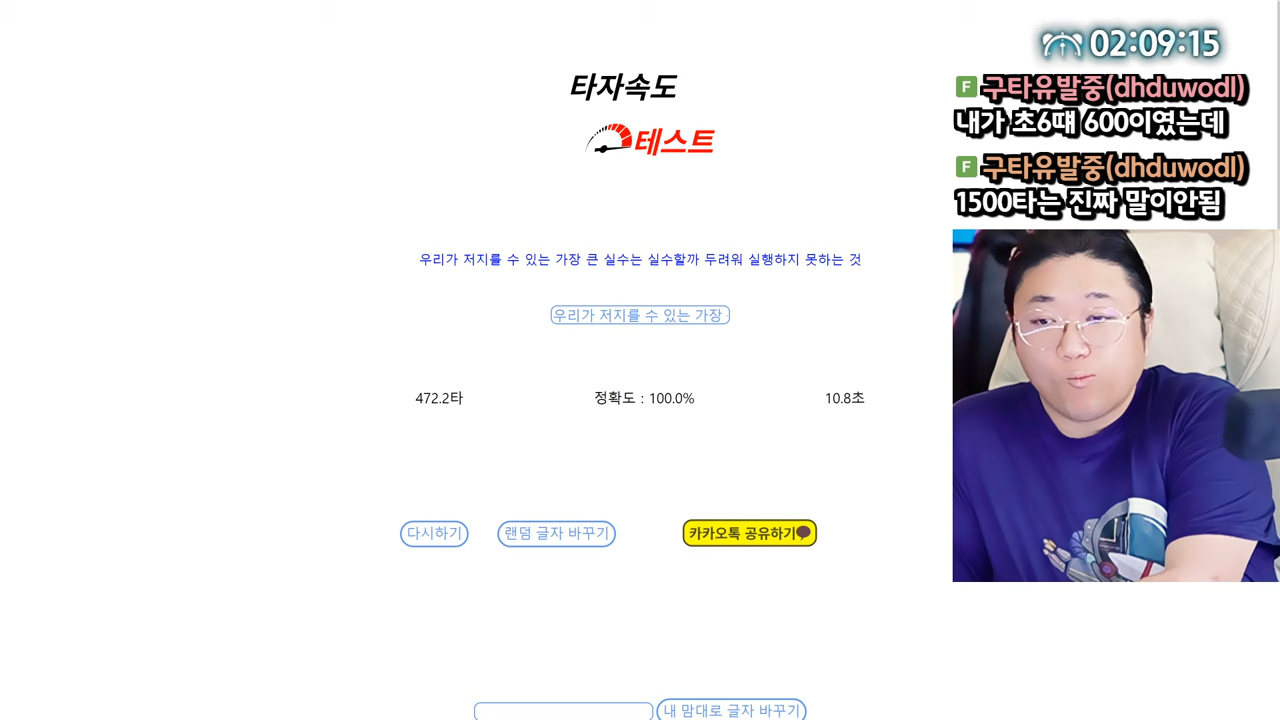 타자속도
테스트
02:09:15
F 구타유발중(dhduwodl)
내가 초6떄 600이였는데
F 구타유발중(dhduwodl)
1500타는 진짜 말이안됨
우리가 저지를 수 있는 가장 큰 실수는 실수할까 두려워 실행하지 못하는 것
우리가 저지를 수 있는 가장
472.2타 정확도 : 100.0% 10.8초
다시하기 랜덤 글자 바꾸기 카카오톡 공유하기
내 맘대로 글자 바꾸기